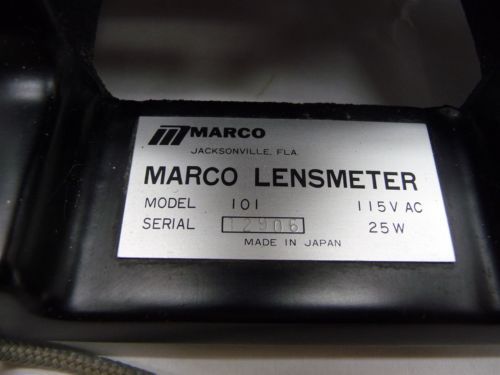 MARCO
JACKSONVILLE, FLA.
MARCO LENSMETER
MODEL 101 115V AC
SERIAL 12906 25W
MADE IN JAPAN